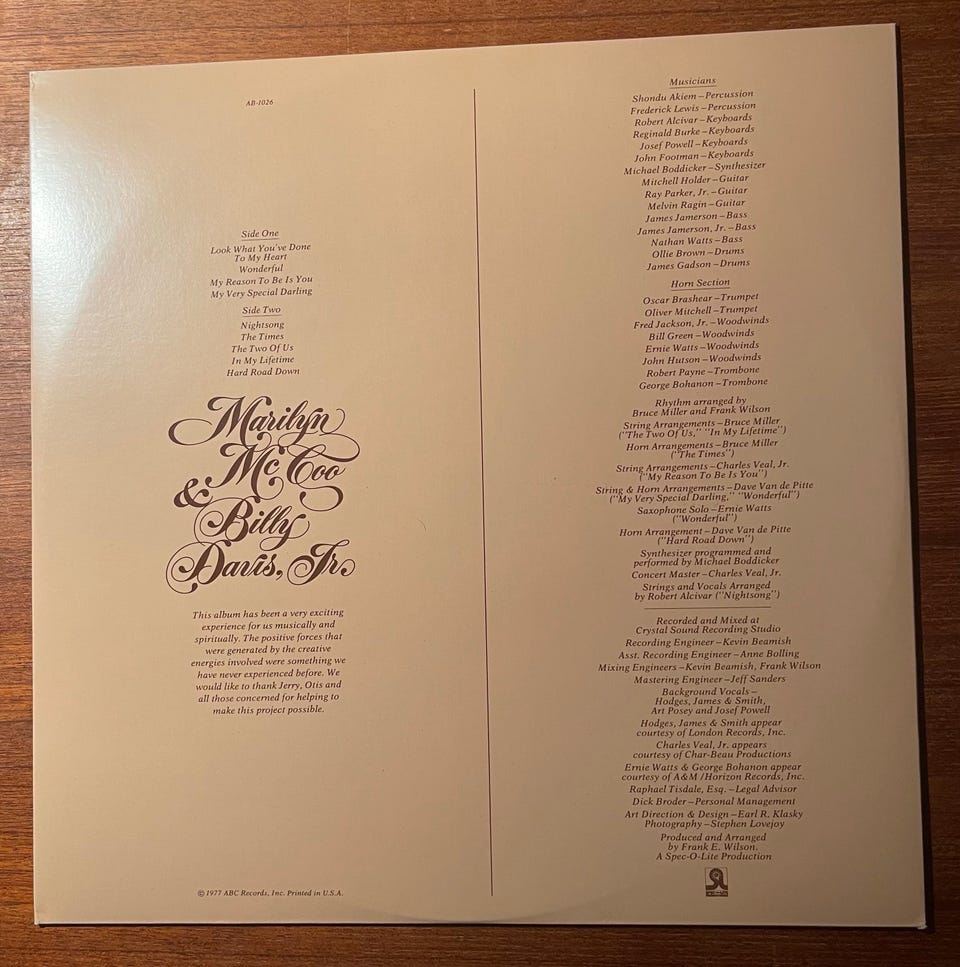 AB-1026
Side One
Look What You've Done
To My Heart
Wonderful
My Reason To Be Is You
My Very Special Darling
Side Two
Nightsong
The Times
The Two Of Us
In My Lifetime
Hard Road Down
Marilyn
McCoo
&
Billy
Davis, Jr.
This album has been a very exciting
experience for us musically and
spiritually. The positive forces that
were generated by the creative
energies involved were something we
have never experienced before. We
would like to thank Jerry, Otis and
all those concerned for helping to
make this project possible.
© 1977 ABC Records, Inc. Printed in U.S.A.
Musicians
Shondu Akiem–Percussion
Frederick Lewis–Percussion
Robert Alcivar–Keyboards
Reginald Burke–Keyboards
Josef Powell–Keyboards
John Footman–Keyboards
Michael Boddicker–Synthesizer
Mitchell Holder–Guitar
Ray Parker, Jr.–Guitar
Melvin Ragin–Guitar
James Jamerson–Bass
James Jamerson, Jr.–Bass
Nathan Watts–Bass
Ollie Brown–Drums
James Gadson–Drums
Horn Section
Oscar Brashear–Trumpet
Oliver Mitchell–Trumpet
Fred Jackson, Jr.–Woodwinds
Bill Green–Woodwinds
Ernie Watts–Woodwinds
John Hutson–Woodwinds
Robert Payne–Trombone
George Bohanon–Trombone
Rhythm arranged by
Bruce Miller and Frank Wilson
String Arrangements–Bruce Miller
("The Two Of Us," "In My Lifetime")
Horn Arrangements–Bruce Miller
("The Times")
String Arrangements–Charles Veal, Jr.
("My Reason To Be Is You")
String & Horn Arrangements–Dave Van de Pitte
("My Very Special Darling," "Wonderful")
Saxophone Solo–Ernie Watts
("Wonderful")
Horn Arrangement–Dave Van de Pitte
("Hard Road Down")
Synthesizer programmed and
performed by Michael Boddicker
Concert Master–Charles Veal, Jr.
Strings and Vocals Arranged
by Robert Alcivar ("Nightsong")
Recorded and Mixed at
Crystal Sound Recording Studio
Recording Engineer–Kevin Beamish
Asst. Recording Engineer–Anne Bolling
Mixing Engineers–Kevin Beamish, Frank Wilson
Mastering Engineer–Jeff Sanders
Background Vocals–
Hodges, James & Smith,
Art Posey and Josef Powell
Hodges, James & Smith appear
courtesy of London Records, Inc.
Charles Veal, Jr. appears
courtesy of Char-Beau Productions
Ernie Watts & George Bohanon appear
courtesy of A&M/Horizon Records, Inc.
Raphael Tisdale, Esq.–Legal Advisor
Dick Broder–Personal Management
Art Direction & Design–Earl R. Klasky
Photography–Stephen Lovejoy
Produced and Arranged
by Frank E. Wilson.
A Spec-O-Lite Production